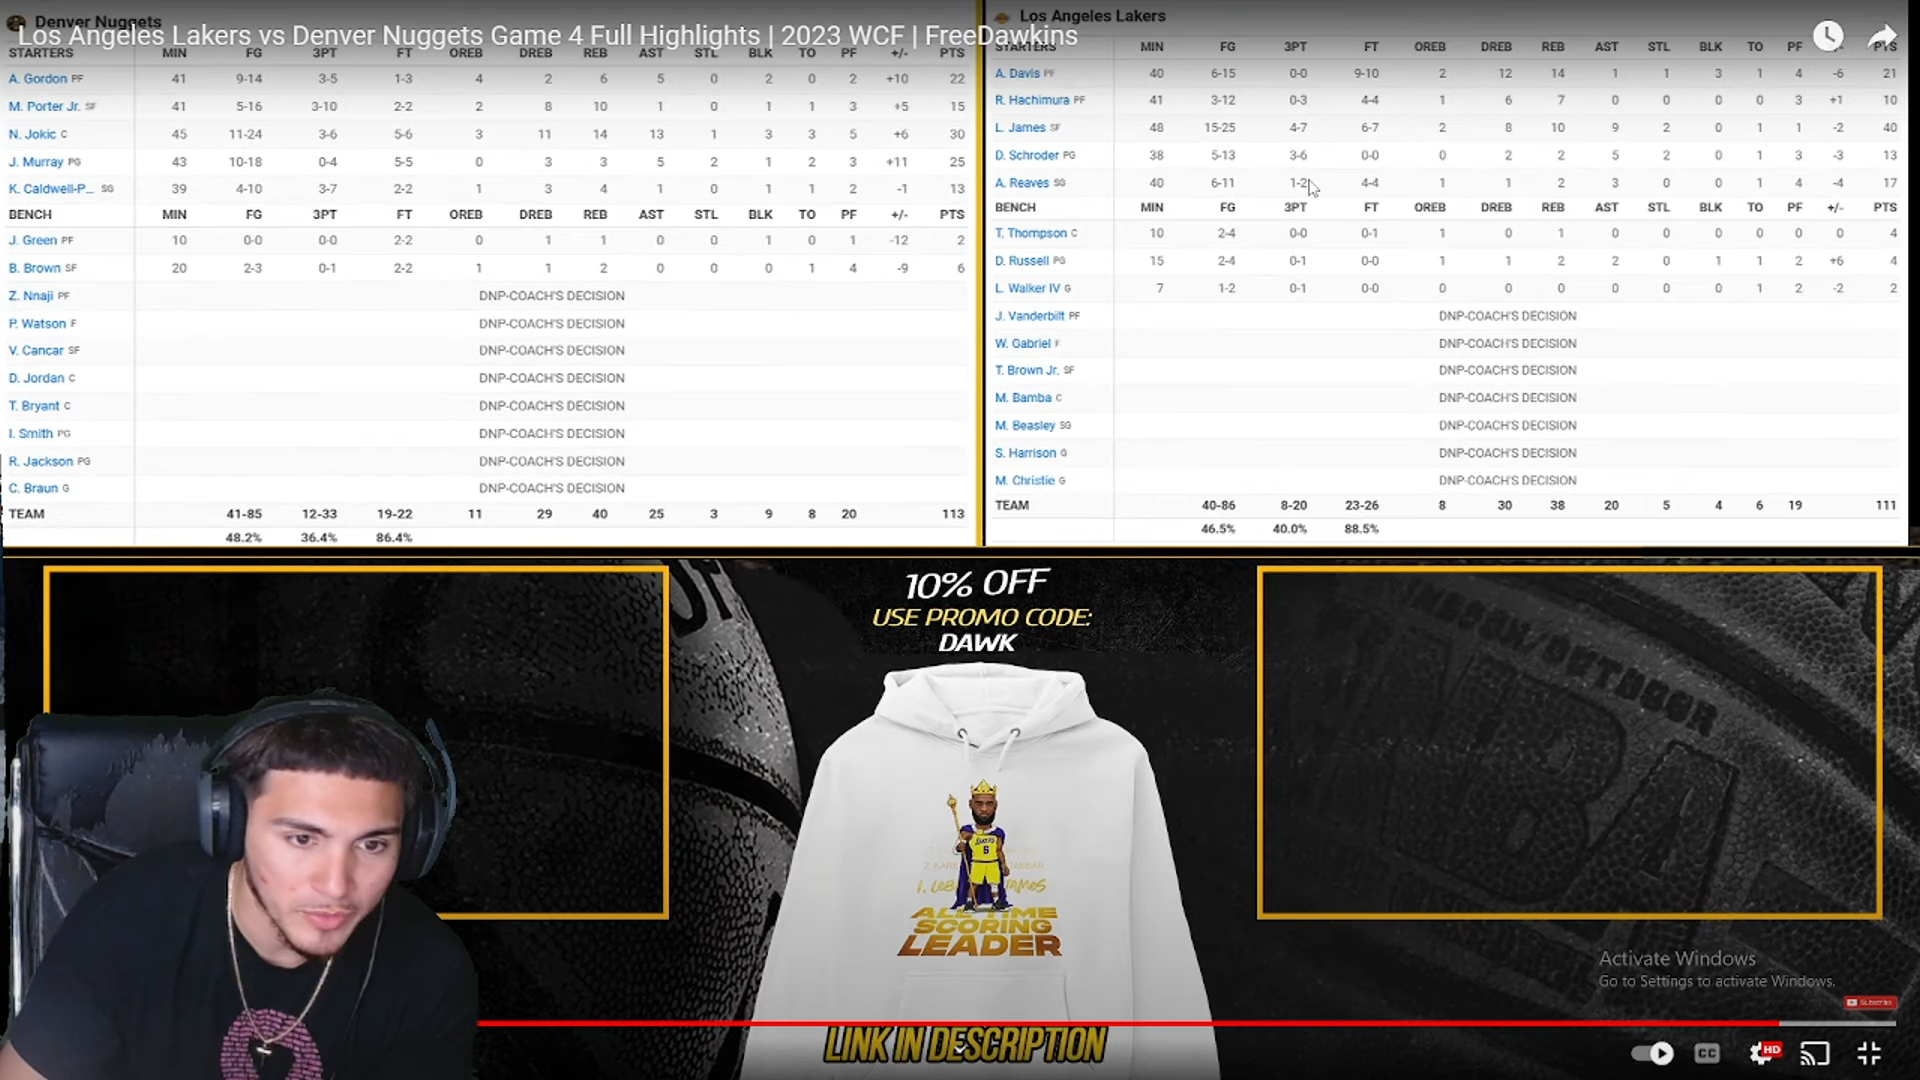 Denver Nuggets
Los Angeles Lakers vs Denver Nuggets Game 4 Full Highlights | 2023 WCF | FreeDawkins
STARTERS MIN FG 3PT FT OREB DREB REB AST STL BLK TO PF +/- PTS
A. Gordon PF 41 9-14 3-5 1-3 4 2 6 5 0 2 0 2 +10 22
M. Porter Jr. SF 41 5-16 3-10 2-2 2 8 10 1 0 1 1 3 +5 15
N. Jokic C 45 11-24 3-6 5-6 3 11 14 13 1 3 3 5 +6 30
J. Murray PG 43 10-18 0-4 5-5 0 3 3 5 2 1 2 3 +11 25
K. Caldwell-P... SG 39 4-10 3-7 2-2 1 3 4 1 0 1 1 2 -1 13
BENCH MIN FG 3PT FT OREB DREB REB AST STL BLK TO PF +/- PTS
J. Green PF 10 0-0 0-0 2-2 0 1 1 0 0 1 0 1 -12 2
B. Brown SF 20 2-3 0-1 2-2 1 1 2 0 0 0 1 4 -9 6
Z. Nnaji PF DNP-COACH'S DECISION
P. Watson F DNP-COACH'S DECISION
V. Cancar SF DNP-COACH'S DECISION
D. Jordan C DNP-COACH'S DECISION
T. Bryant C DNP-COACH'S DECISION
I. Smith PG DNP-COACH'S DECISION
R. Jackson PG DNP-COACH'S DECISION
C. Braun G DNP-COACH'S DECISION
TEAM 41-85 12-33 19-22 11 29 40 25 3 9 8 20 113
48.2% 36.4% 86.4%
Los Angeles Lakers
STARTERS MIN FG 3PT FT OREB DREB REB AST STL BLK TO PF +/- PTS
A. Davis PF 40 6-15 0-0 9-10 2 12 14 1 1 3 1 4 -6 21
R. Hachimura PF 41 3-12 0-3 4-4 1 6 7 0 0 0 0 3 +1 10
L. James SF 48 15-25 4-7 6-7 2 8 10 9 2 0 1 1 -2 40
D. Schroder PG 38 5-13 3-6 0-0 0 2 2 5 2 0 1 3 -3 13
A. Reaves SG 40 6-11 1-2 4-4 1 1 2 3 0 0 1 4 -4 17
BENCH MIN FG 3PT FT OREB DREB REB AST STL BLK TO PF +/- PTS
T. Thompson C 10 2-4 0-0 0-1 1 0 1 0 0 0 0 0 0 4
D. Russell PG 15 2-4 0-1 0-0 1 1 2 2 0 1 1 2 +6 4
L. Walker IV G 7 1-2 0-1 0-0 0 0 0 0 0 0 1 2 -2 2
J. Vanderbilt PF DNP-COACH'S DECISION
W. Gabriel F DNP-COACH'S DECISION
T. Brown Jr. SF DNP-COACH'S DECISION
M. Bamba C DNP-COACH'S DECISION
M. Beasley SG DNP-COACH'S DECISION
S. Harrison G DNP-COACH'S DECISION
M. Christie G DNP-COACH'S DECISION
TEAM 40-86 8-20 23-26 8 30 38 20 5 4 6 19 111
46.5% 40.0% 88.5%
10% OFF
USE PROMO CODE:
DAWK
LAKERS
6
ALL TIME
SCORING
LEADER
LINK IN DESCRIPTION
Activate Windows
Go to Settings to activate Windows.
Subscribe
CC
HD